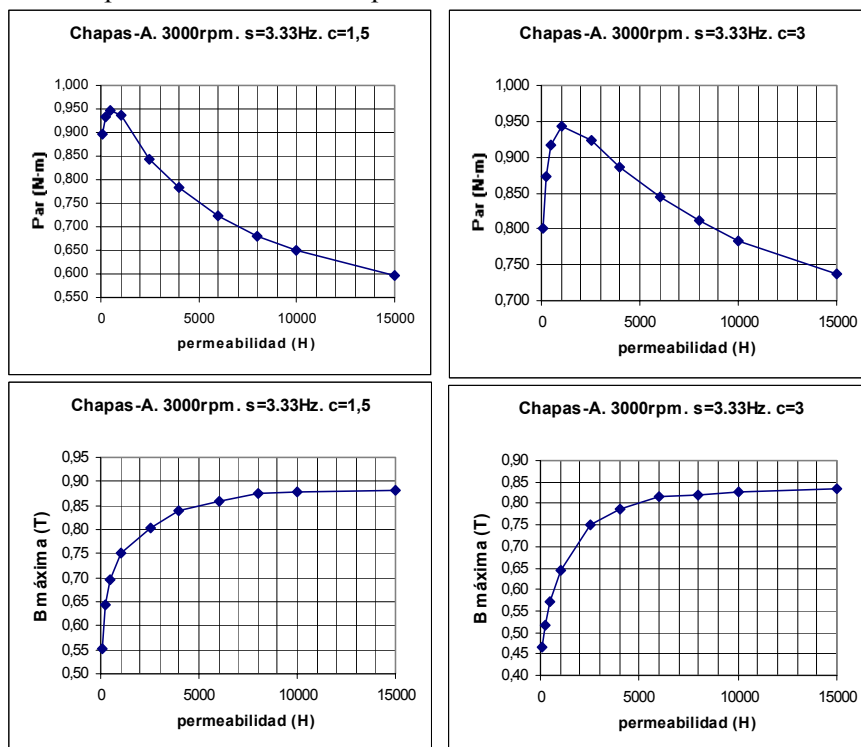 Chapas-A. 3000rpm. s=3.33Hz. c=1,5
Par (N·m)
1,000
0,950
0,900
0,850
0,800
0,750
0,700
0,650
0,600
0,550
0 5000 10000 15000
permeabilidad (H)
Chapas-A. 3000rpm. s=3.33Hz. c=3
Par (N·m)
1,000
0,950
0,900
0,850
0,800
0,750
0,700
0 5000 10000 15000
permeabilidad (H)
Chapas-A. 3000rpm. s=3.33Hz. c=1,5
B máxima (T)
0,95
0,90
0,85
0,80
0,75
0,70
0,65
0,60
0,55
0,50
0 5000 10000 15000
permeabilidad (H)
Chapas-A. 3000rpm. s=3.33Hz. c=3
B máxima (T)
0,90
0,85
0,80
0,75
0,70
0,65
0,60
0,55
0,50
0,45
0,40
0 5000 10000 15000
permeabilidad (H)